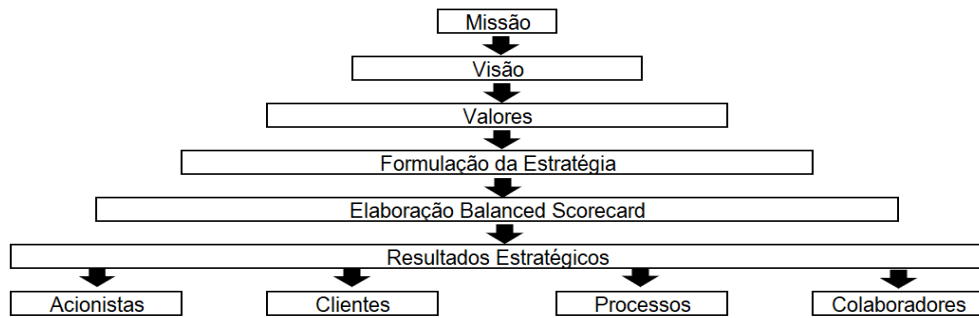 Missão
Visão
Valores
Formulação da Estratégia
Elaboração Balanced Scorecard
Resultados Estratégicos
Acionistas
Clientes
Processos
Colaboradores